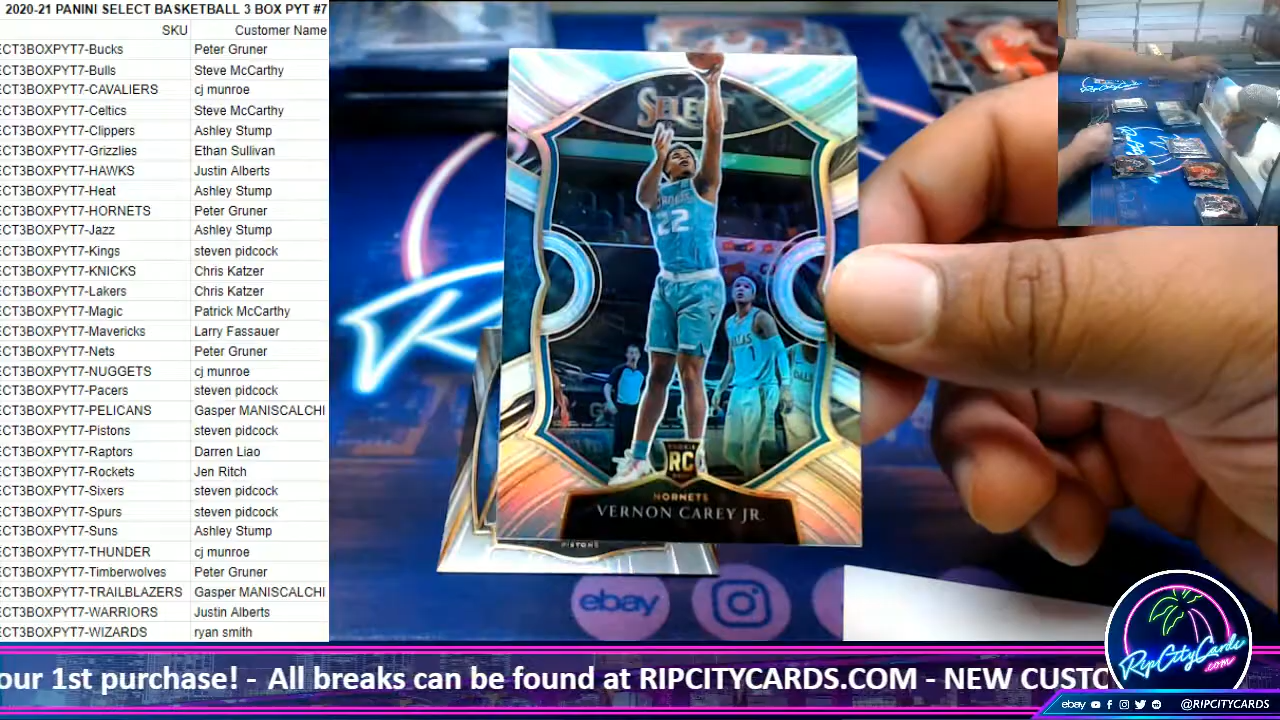 2020-21 PANINI SELECT BASKETBALL 3 BOX PYT #7
SKU Customer Name
ECT3BOXPYT7-Bucks Peter Gruner
ECT3BOXPYT7-Bulls Steve McCarthy
ECT3BOXPYT7-CAVALIERS cj munroe
ECT3BOXPYT7-Celtics Steve McCarthy
ECT3BOXPYT7-Clippers Ashley Stump
ECT3BOXPYT7-Grizzlies Ethan Sullivan
ECT3BOXPYT7-HAWKS Justin Alberts
ECT3BOXPYT7-Heat Ashley Stump
ECT3BOXPYT7-HORNETS Peter Gruner
ECT3BOXPYT7-Jazz Ashley Stump
ECT3BOXPYT7-Kings steven pidcock
ECT3BOXPYT7-KNICKS Chris Katzer
ECT3BOXPYT7-Lakers Chris Katzer
ECT3BOXPYT7-Magic Patrick McCarthy
ECT3BOXPYT7-Mavericks Larry Fassauer
ECT3BOXPYT7-Nets Peter Gruner
ECT3BOXPYT7-NUGGETS cj munroe
ECT3BOXPYT7-Pacers steven pidcock
ECT3BOXPYT7-PELICANS Gasper MANISCALCHI
ECT3BOXPYT7-Pistons steven pidcock
ECT3BOXPYT7-Raptors Darren Liao
ECT3BOXPYT7-Rockets Jen Ritch
ECT3BOXPYT7-Sixers steven pidcock
ECT3BOXPYT7-Spurs steven pidcock
ECT3BOXPYT7-Suns Ashley Stump
ECT3BOXPYT7-THUNDER cj munroe
ECT3BOXPYT7-Timberwolves Peter Gruner
ECT3BOXPYT7-TRAILBLAZERS Gasper MANISCALCHI
ECT3BOXPYT7-WARRIORS Justin Alberts
ECT3BOXPYT7-WIZARDS ryan smith
SELECT
22
1
ROOKIE
RC
HORNETS
VERNON CAREY JR.
PISTONS
ebay
RipCityCards
.com
our 1st purchase! - All breaks can be found at RIPCITYCARDS.COM - NEW CUSTO
ebay @RIPCITYCARDS